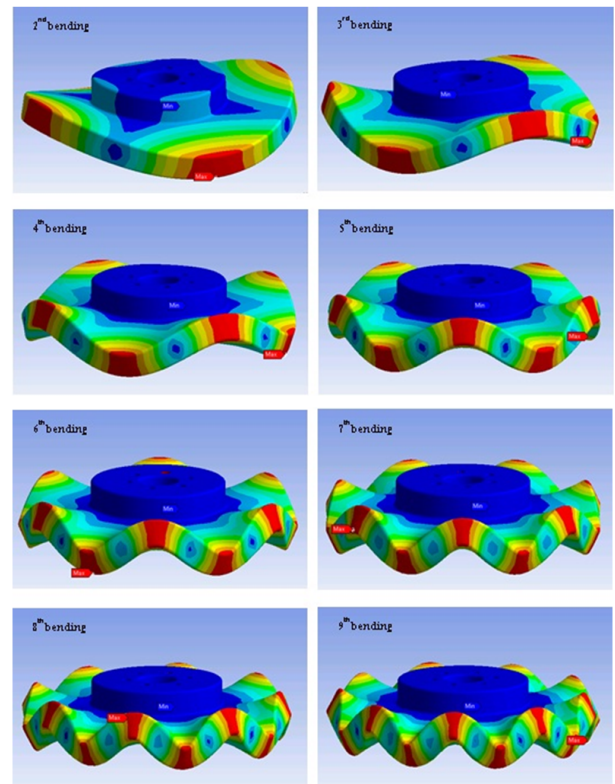 2nd bending
Min
Max
3rd bending
Min
Max
4th bending
Min
Max
5th bending
Min
Max
6th bending
Min
Max
7th bending
Min
Max
8th bending
Min
Max
9th bending
Min
Max